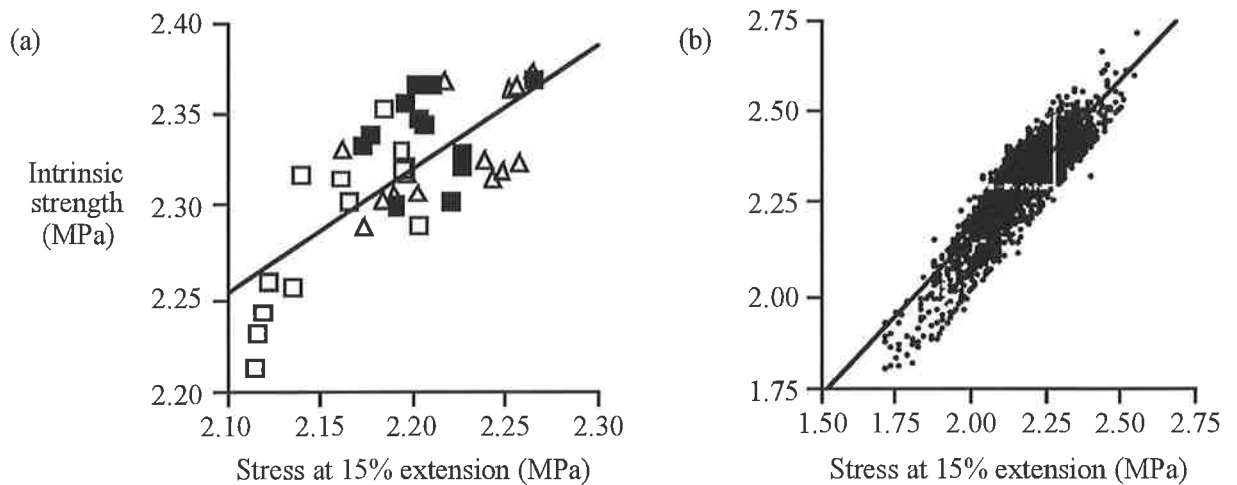 (a)
2.40
2.35
2.30
2.25
2.20
Intrinsic
strength
(MPa)
2.10 2.15 2.20 2.25 2.30
Stress at 15% extension (MPa)
(b)
2.75
2.50
2.25
2.00
1.75
1.50 1.75 2.00 2.25 2.50 2.75
Stress at 15% extension (MPa)